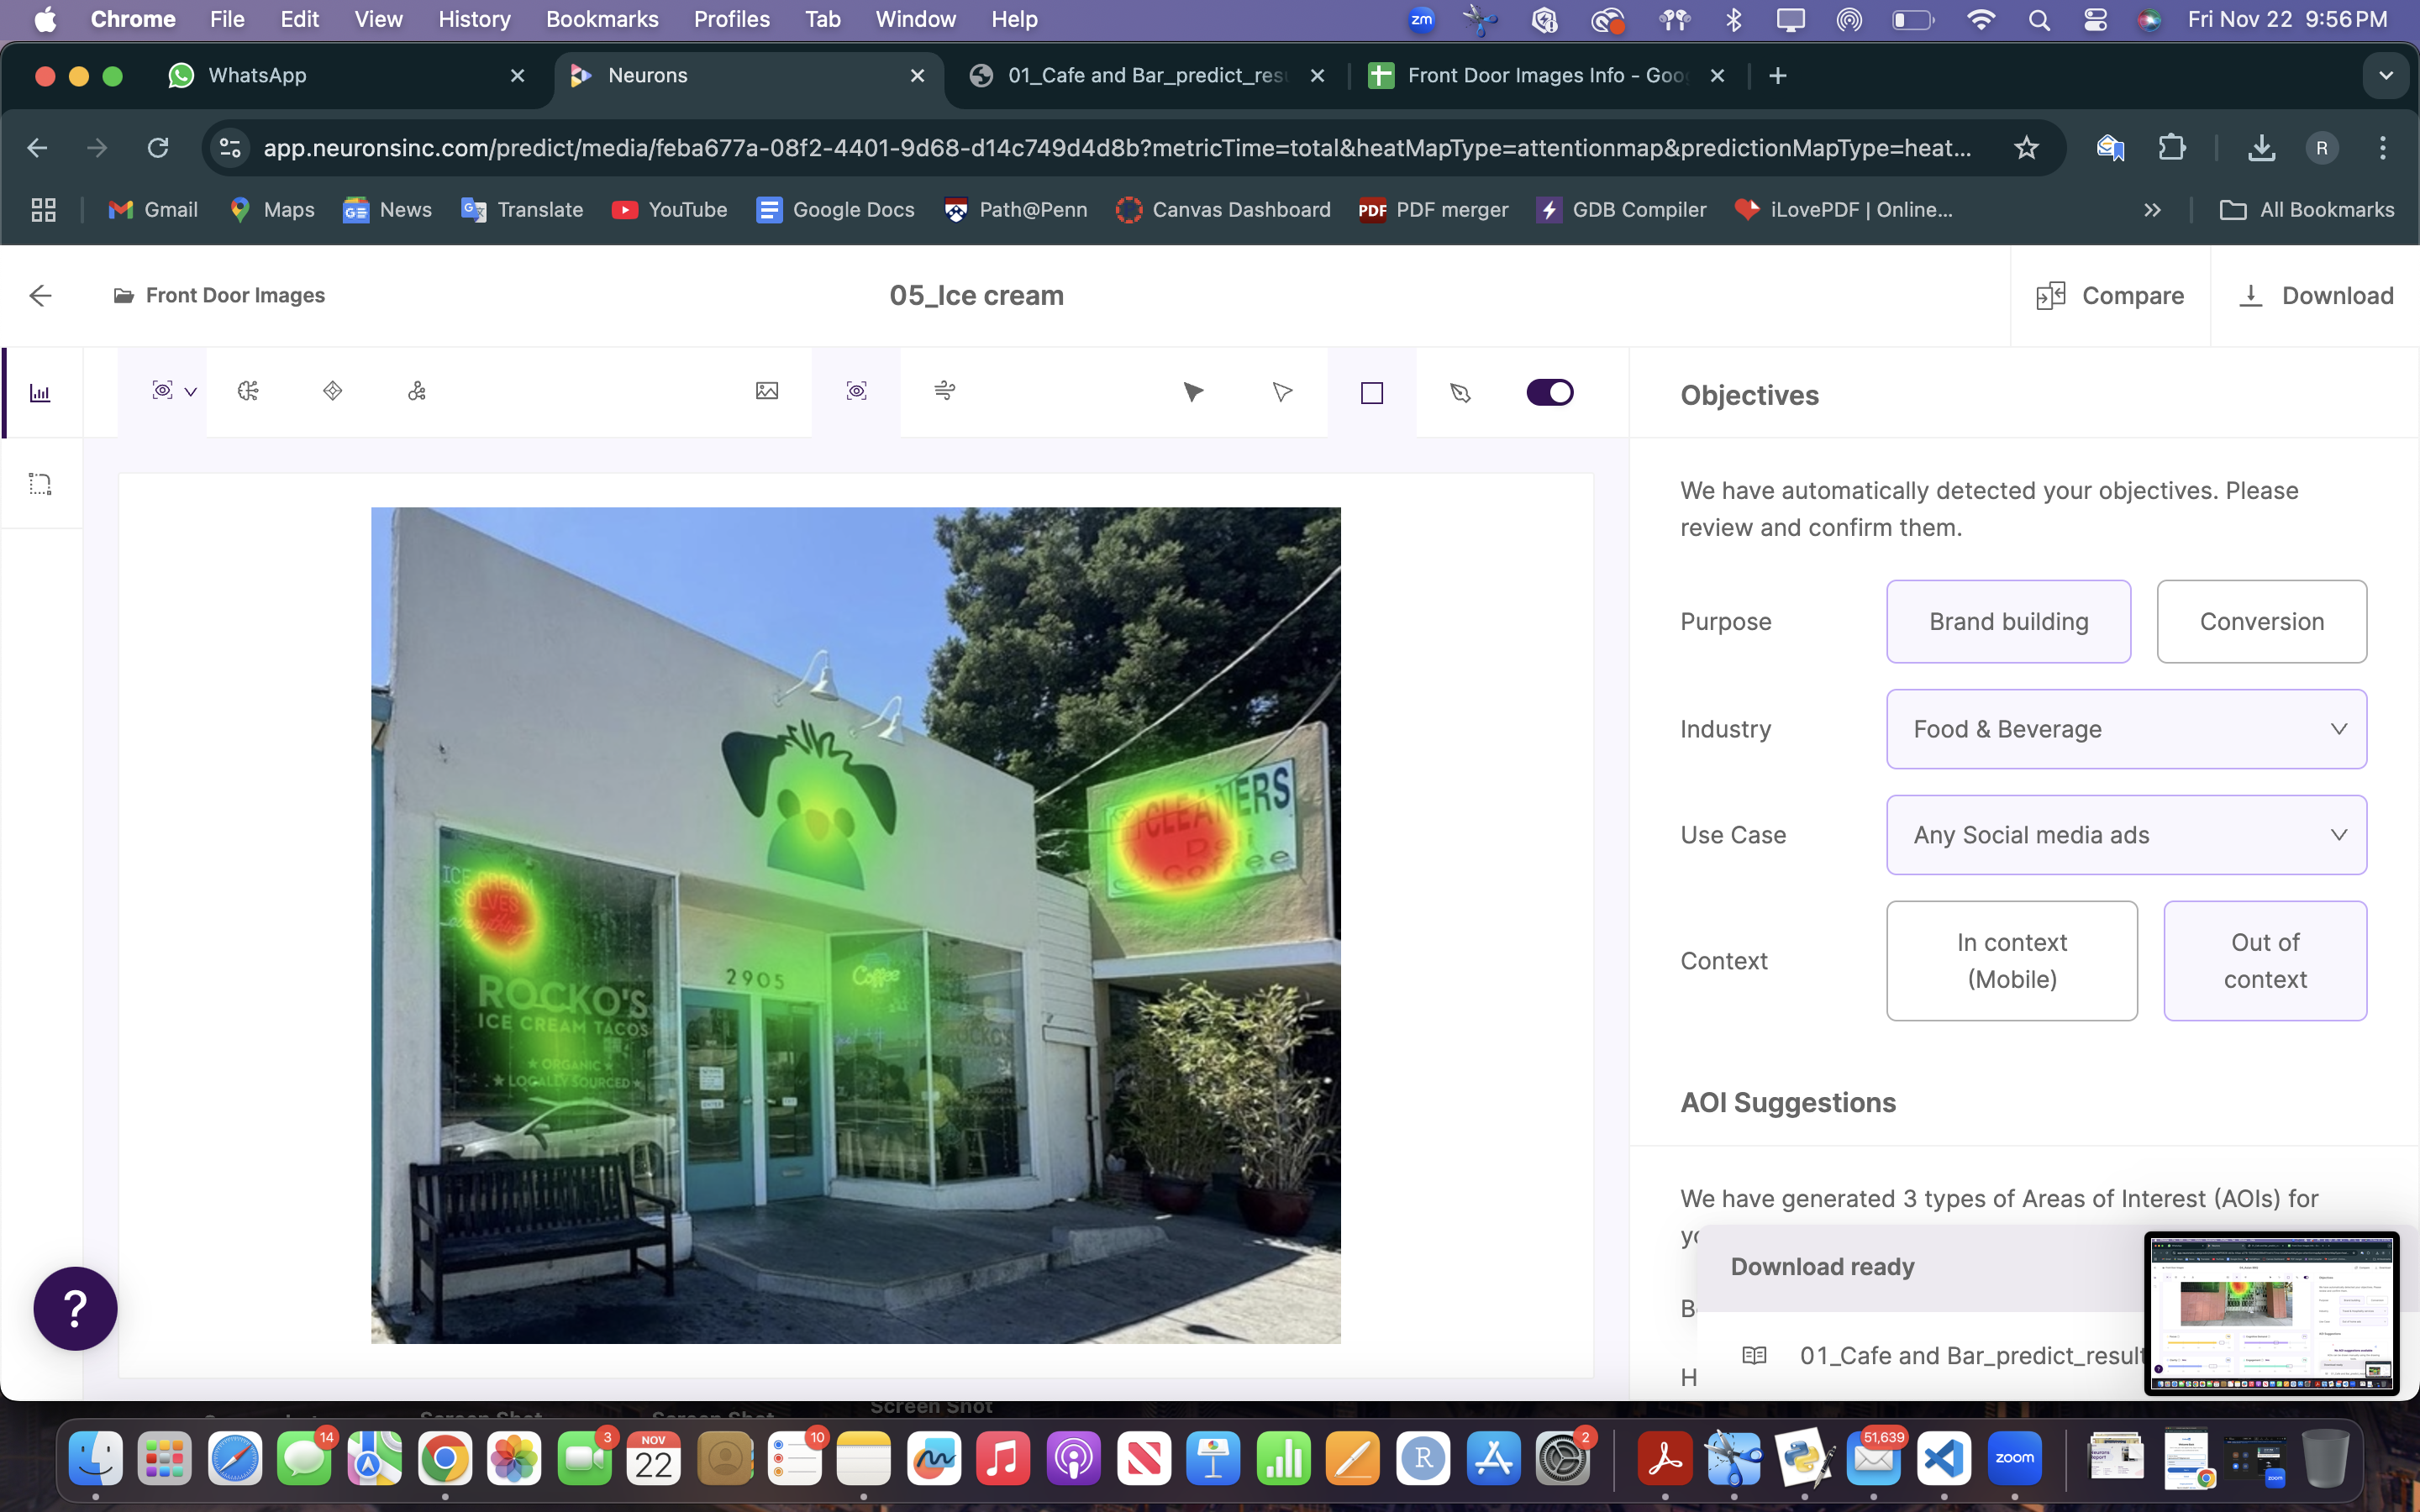 Chrome File Edit View History Bookmarks Profiles Tab Window Help
zm
Fri Nov 22 9:56 PM
WhatsApp
Neurons
01_Cafe and Bar_predict_resu
Front Door Images Info - Goo
app.neuronsinc.com/predict/media/feba677a-08f2-4401-9d68-d14c749d4d8b?metricTime=total&heatMapType=attentionmap&predictionMapType=heat...
R
Gmail Maps News Translate YouTube Google Docs Path@Penn Canvas Dashboard PDF PDF merger GDB Compiler iLovePDF | Online... All Bookmarks
Front Door Images
05_Ice cream
Compare
Download
Objectives
We have automatically detected your objectives. Please
review and confirm them.
Purpose
Brand building
Conversion
Industry
Food & Beverage
Use Case
Any Social media ads
Context
In context
(Mobile)
Out of
context
AOI Suggestions
We have generated 3 types of Areas of Interest (AOIs) for
CLEANERS
Deli
Coffee
ICE CREAM
SOLVES
anything
ROCKO'S
ICE CREAM TACOS
★ ORGANIC ★
★ LOCALLY SOURCED ★
2905
Coffee
ROCKO'S
Download ready
B
01_Cafe and Bar_predict_result
H
?
Screen Shot
14
3
NOV
22
10
2
51,639
zoom